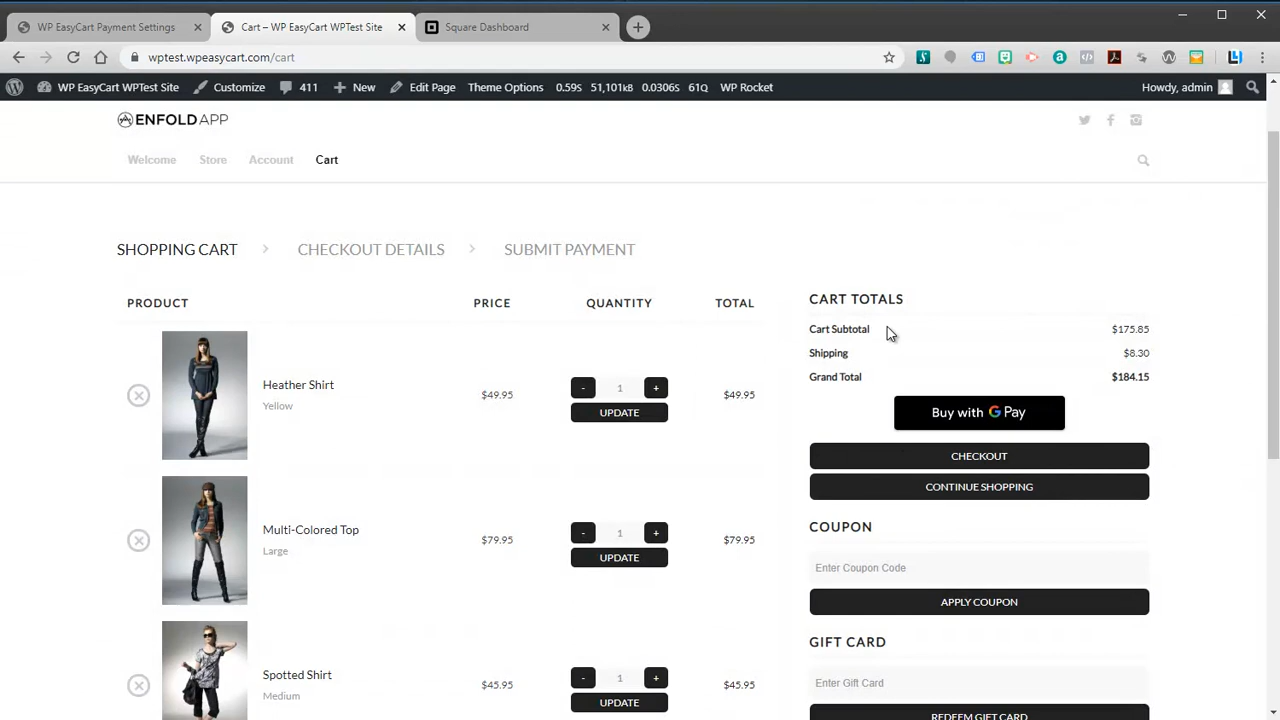 WP EasyCart Payment Settings
Cart – WP EasyCart WPTest Site
Square Dashboard
wptest.wpeasycart.com/cart
WP EasyCart WPTest Site
Customize
411
New
Edit Page
Theme Options
0.59s
51,101kB
0.0306s
61Q
WP Rocket
Howdy, admin
ENFOLD APP
Welcome
Store
Account
Cart
SHOPPING CART
CHECKOUT DETAILS
SUBMIT PAYMENT
PRODUCT
PRICE
QUANTITY
TOTAL
Heather Shirt
Yellow
$49.95
- 1 +
UPDATE
$49.95
Multi-Colored Top
Large
$79.95
- 1 +
UPDATE
$79.95
Spotted Shirt
Medium
$45.95
- 1 +
UPDATE
$45.95
CART TOTALS
Cart Subtotal $175.85
Shipping $8.30
Grand Total $184.15
Buy with G Pay
CHECKOUT
CONTINUE SHOPPING
COUPON
Enter Coupon Code
APPLY COUPON
GIFT CARD
Enter Gift Card
REDEEM GIFT CARD